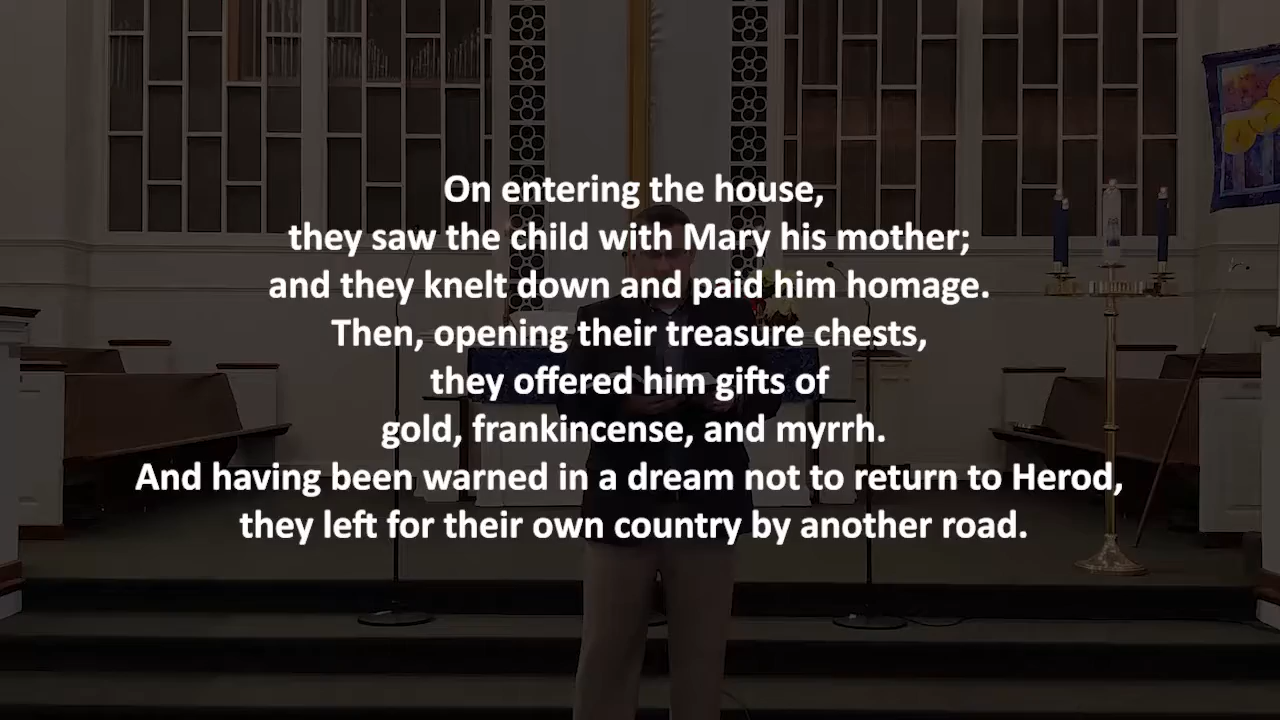 On entering the house,
they saw the child with Mary his mother;
and they knelt down and paid him homage.
Then, opening their treasure chests,
they offered him gifts of
gold, frankincense, and myrrh.
And having been warned in a dream not to return to Herod,
they left for their own country by another road.